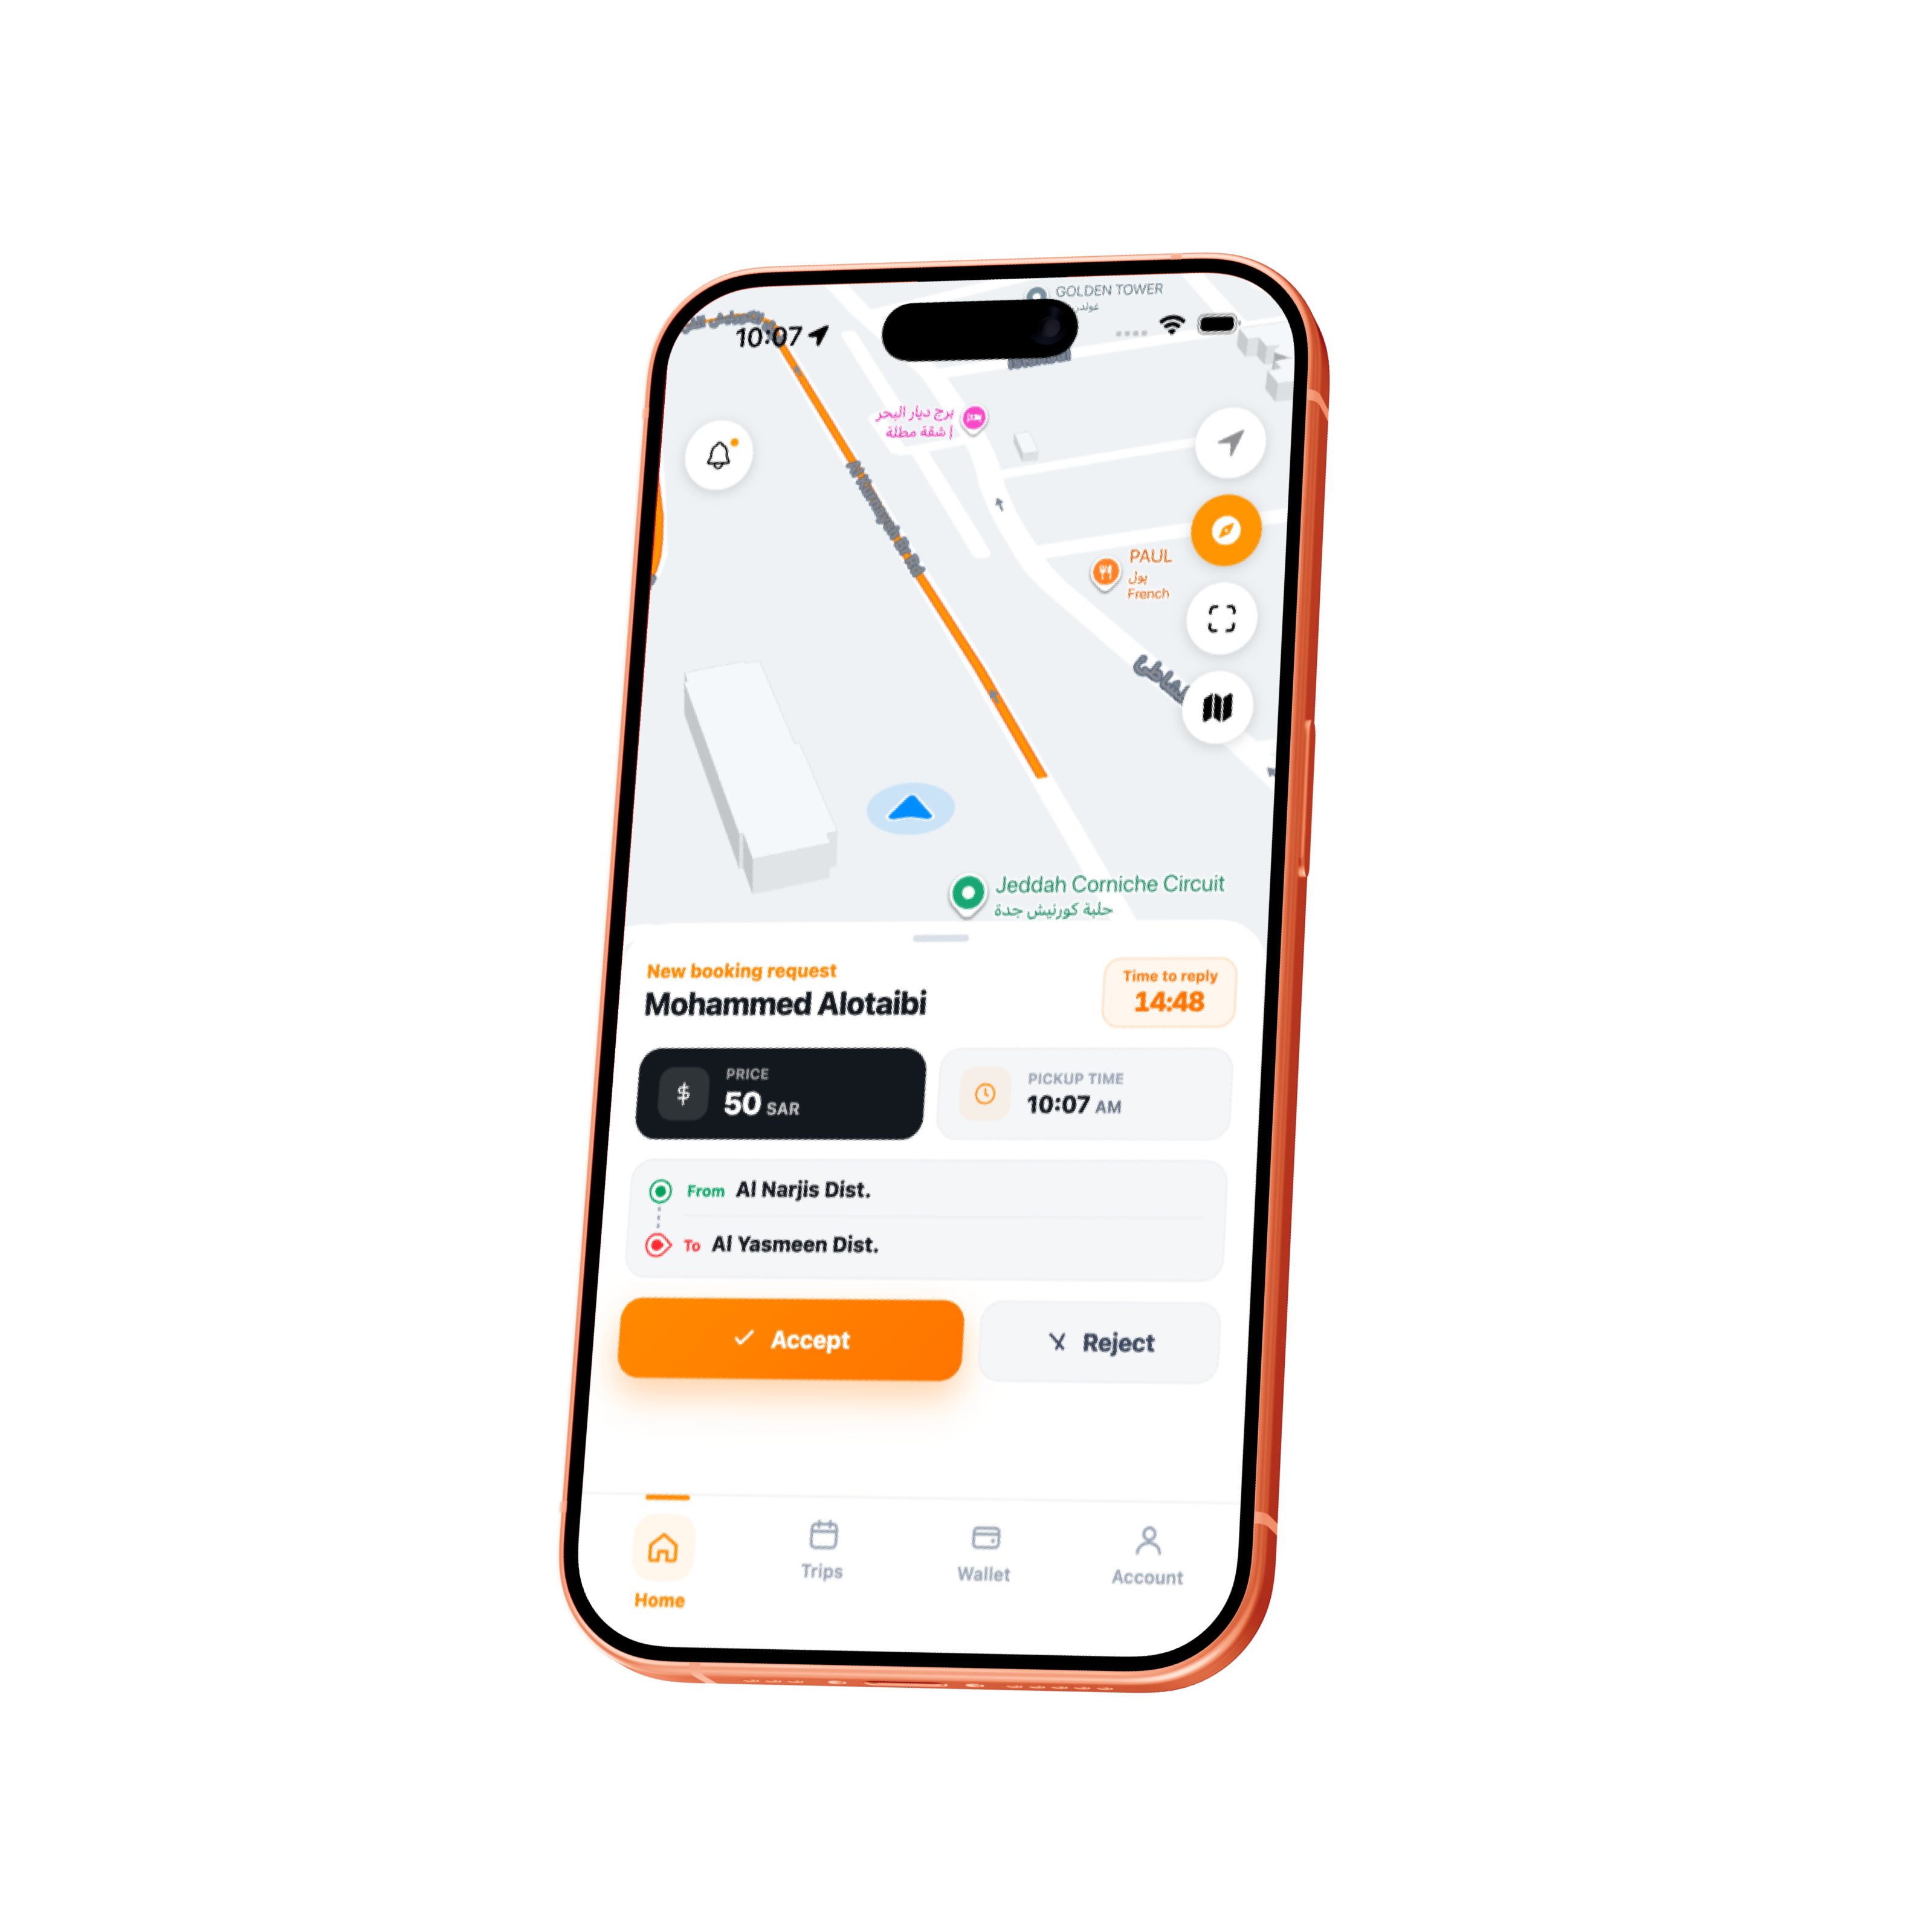 GOLDEN TOWER
10:07
برج ديار البحر
| شقة مطلة
PAUL
بول
French
Jeddah Corniche Circuit
حلبة كورنيش جدة
New booking request
Mohammed Alotaibi
Time to reply
14:48
PRICE
50 SAR
PICKUP TIME
10:07 AM
From Al Narjis Dist.
To Al Yasmeen Dist.
Accept
Reject
Home
Trips
Wallet
Account